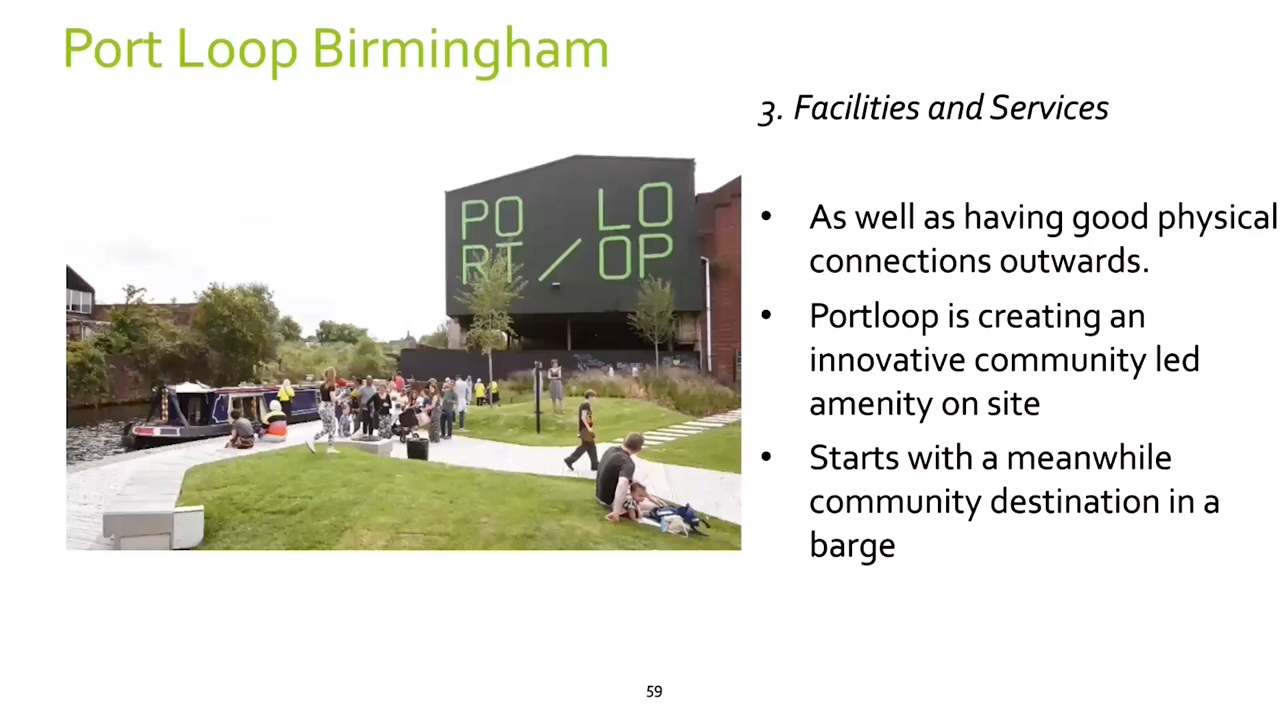 Port Loop Birmingham
3. Facilities and Services
PO LO
RT / OP
• As well as having good physical
connections outwards.
• Portloop is creating an
innovative community led
amenity on site
• Starts with a meanwhile
community destination in a
barge
59